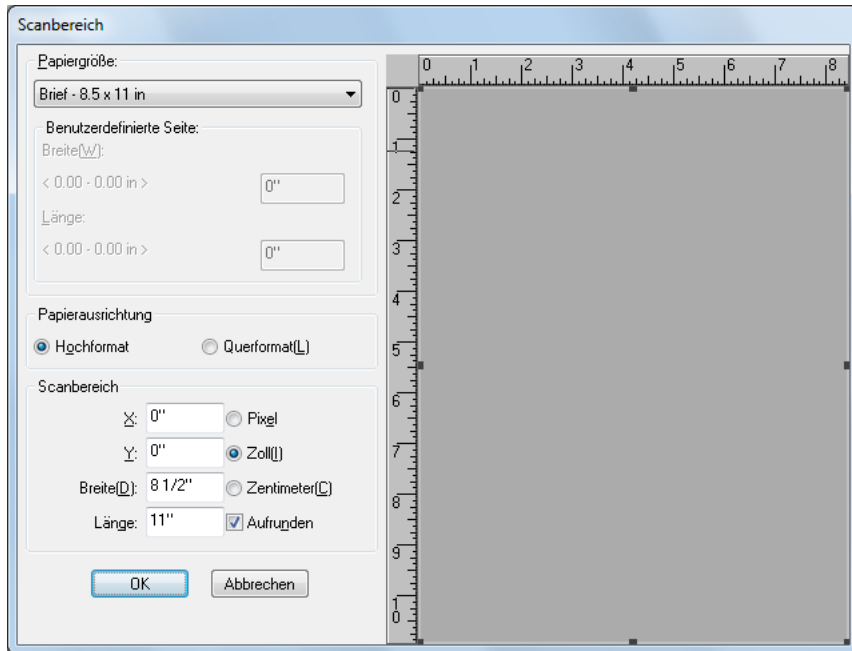 Scanbereich
Papiergröße:
Brief - 8.5 x 11 in
Benutzerdefinierte Seite:
Breite(W):
< 0.00 - 0.00 in >
0"
Länge:
< 0.00 - 0.00 in >
0"
Papierausrichtung
Hochformat
Querformat(L)
Scanbereich
X: 0" Pixel
Y: 0" Zoll(I)
Breite(D): 8 1/2" Zentimeter(C)
Länge: 11" Aufrunden
OK Abbrechen
0 1 2 3 4 5 6 7 8
0
1
2
3
4
5
6
7
8
9
10